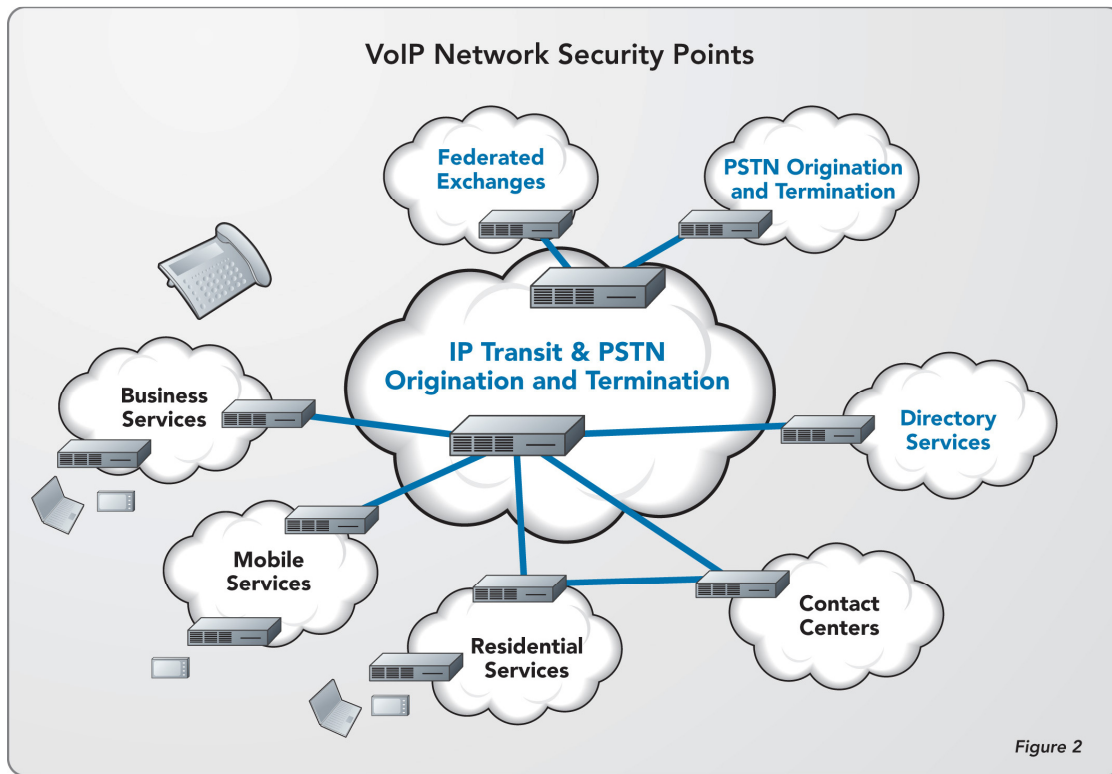 VoIP Network Security Points
Federated
Exchanges
PSTN Origination
and Termination
IP Transit & PSTN
Origination and Termination
Business
Services
Directory
Services
Mobile
Services
Contact
Centers
Residential
Services
Figure 2